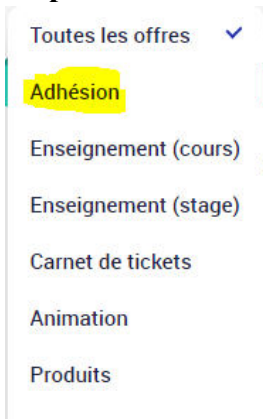 Toutes les offres
Adhésion
Enseignement (cours)
Enseignement (stage)
Carnet de tickets
Animation
Produits